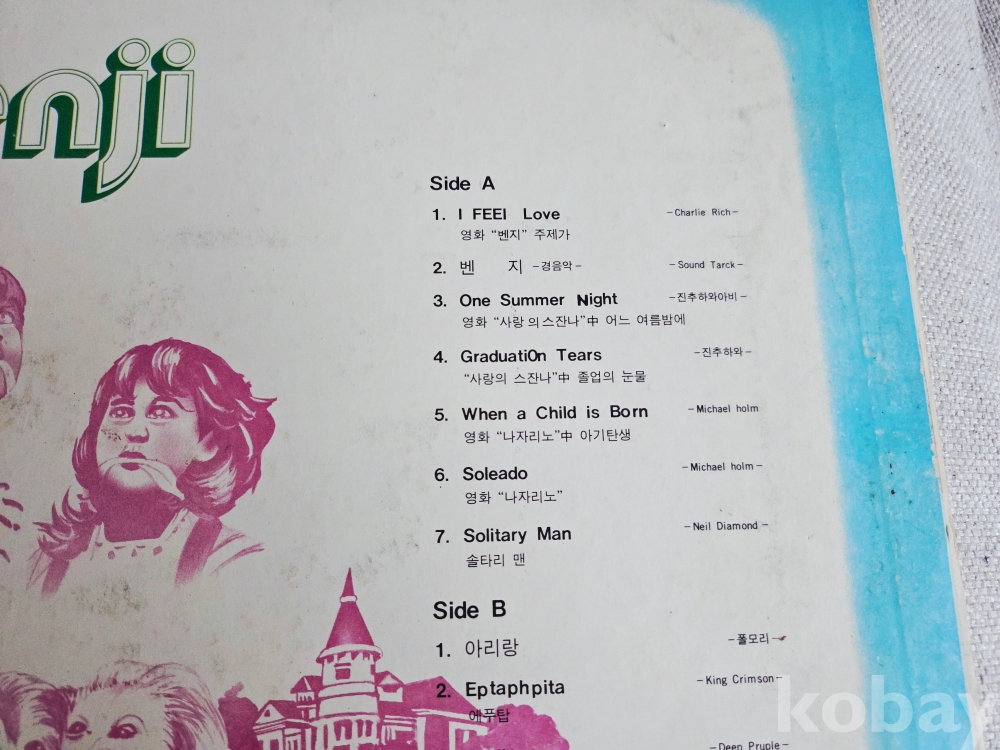 enji
Side A
1. I FEEl Love -Charlie Rich-
영화 "벤지" 주제가
2. 벤 지 -경음악- -Sound Tarck-
3. One Summer Night -진추하와아비-
영화 "사랑의스잔나"中 어느 여름밤에
4. GraduatiOn Tears -진추하와-
"사랑의 스잔나"中 졸업의 눈물
5. When a Child is Born -Michael holm
영화 "나자리노"中 아기탄생
6. Soleado -Michael holm-
영화 "나자리노"
7. Solitary Man -Neil Diamond-
솔타리 맨
Side B
1. 아리랑 -폴모리-
2. Eptaphpita -King Crimson-
에푸탑
-Deep Pruple-
kobay